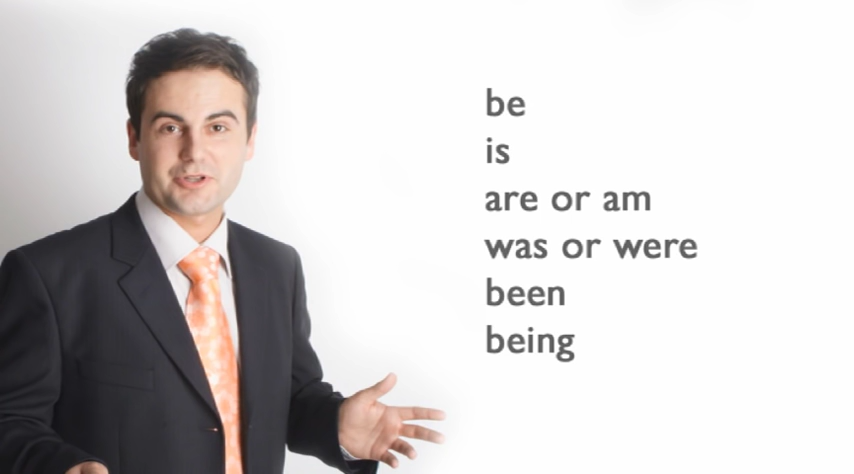 be
is
are or am
was or were
been
being